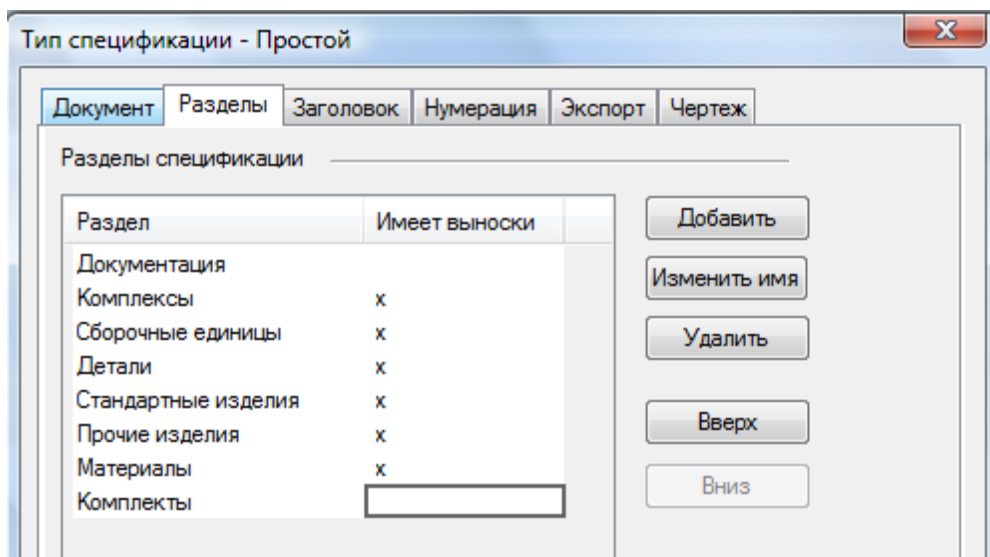 Тип спецификации - Простой
Документ Разделы Заголовок Нумерация Экспорт Чертеж
Разделы спецификации
Раздел Имеет выноски Добавить
Документация
Комплексы x Изменить имя
Сборочные единицы x Удалить
Детали x
Стандартные изделия x
Прочие изделия x Вверх
Материалы x
Комплекты Вниз